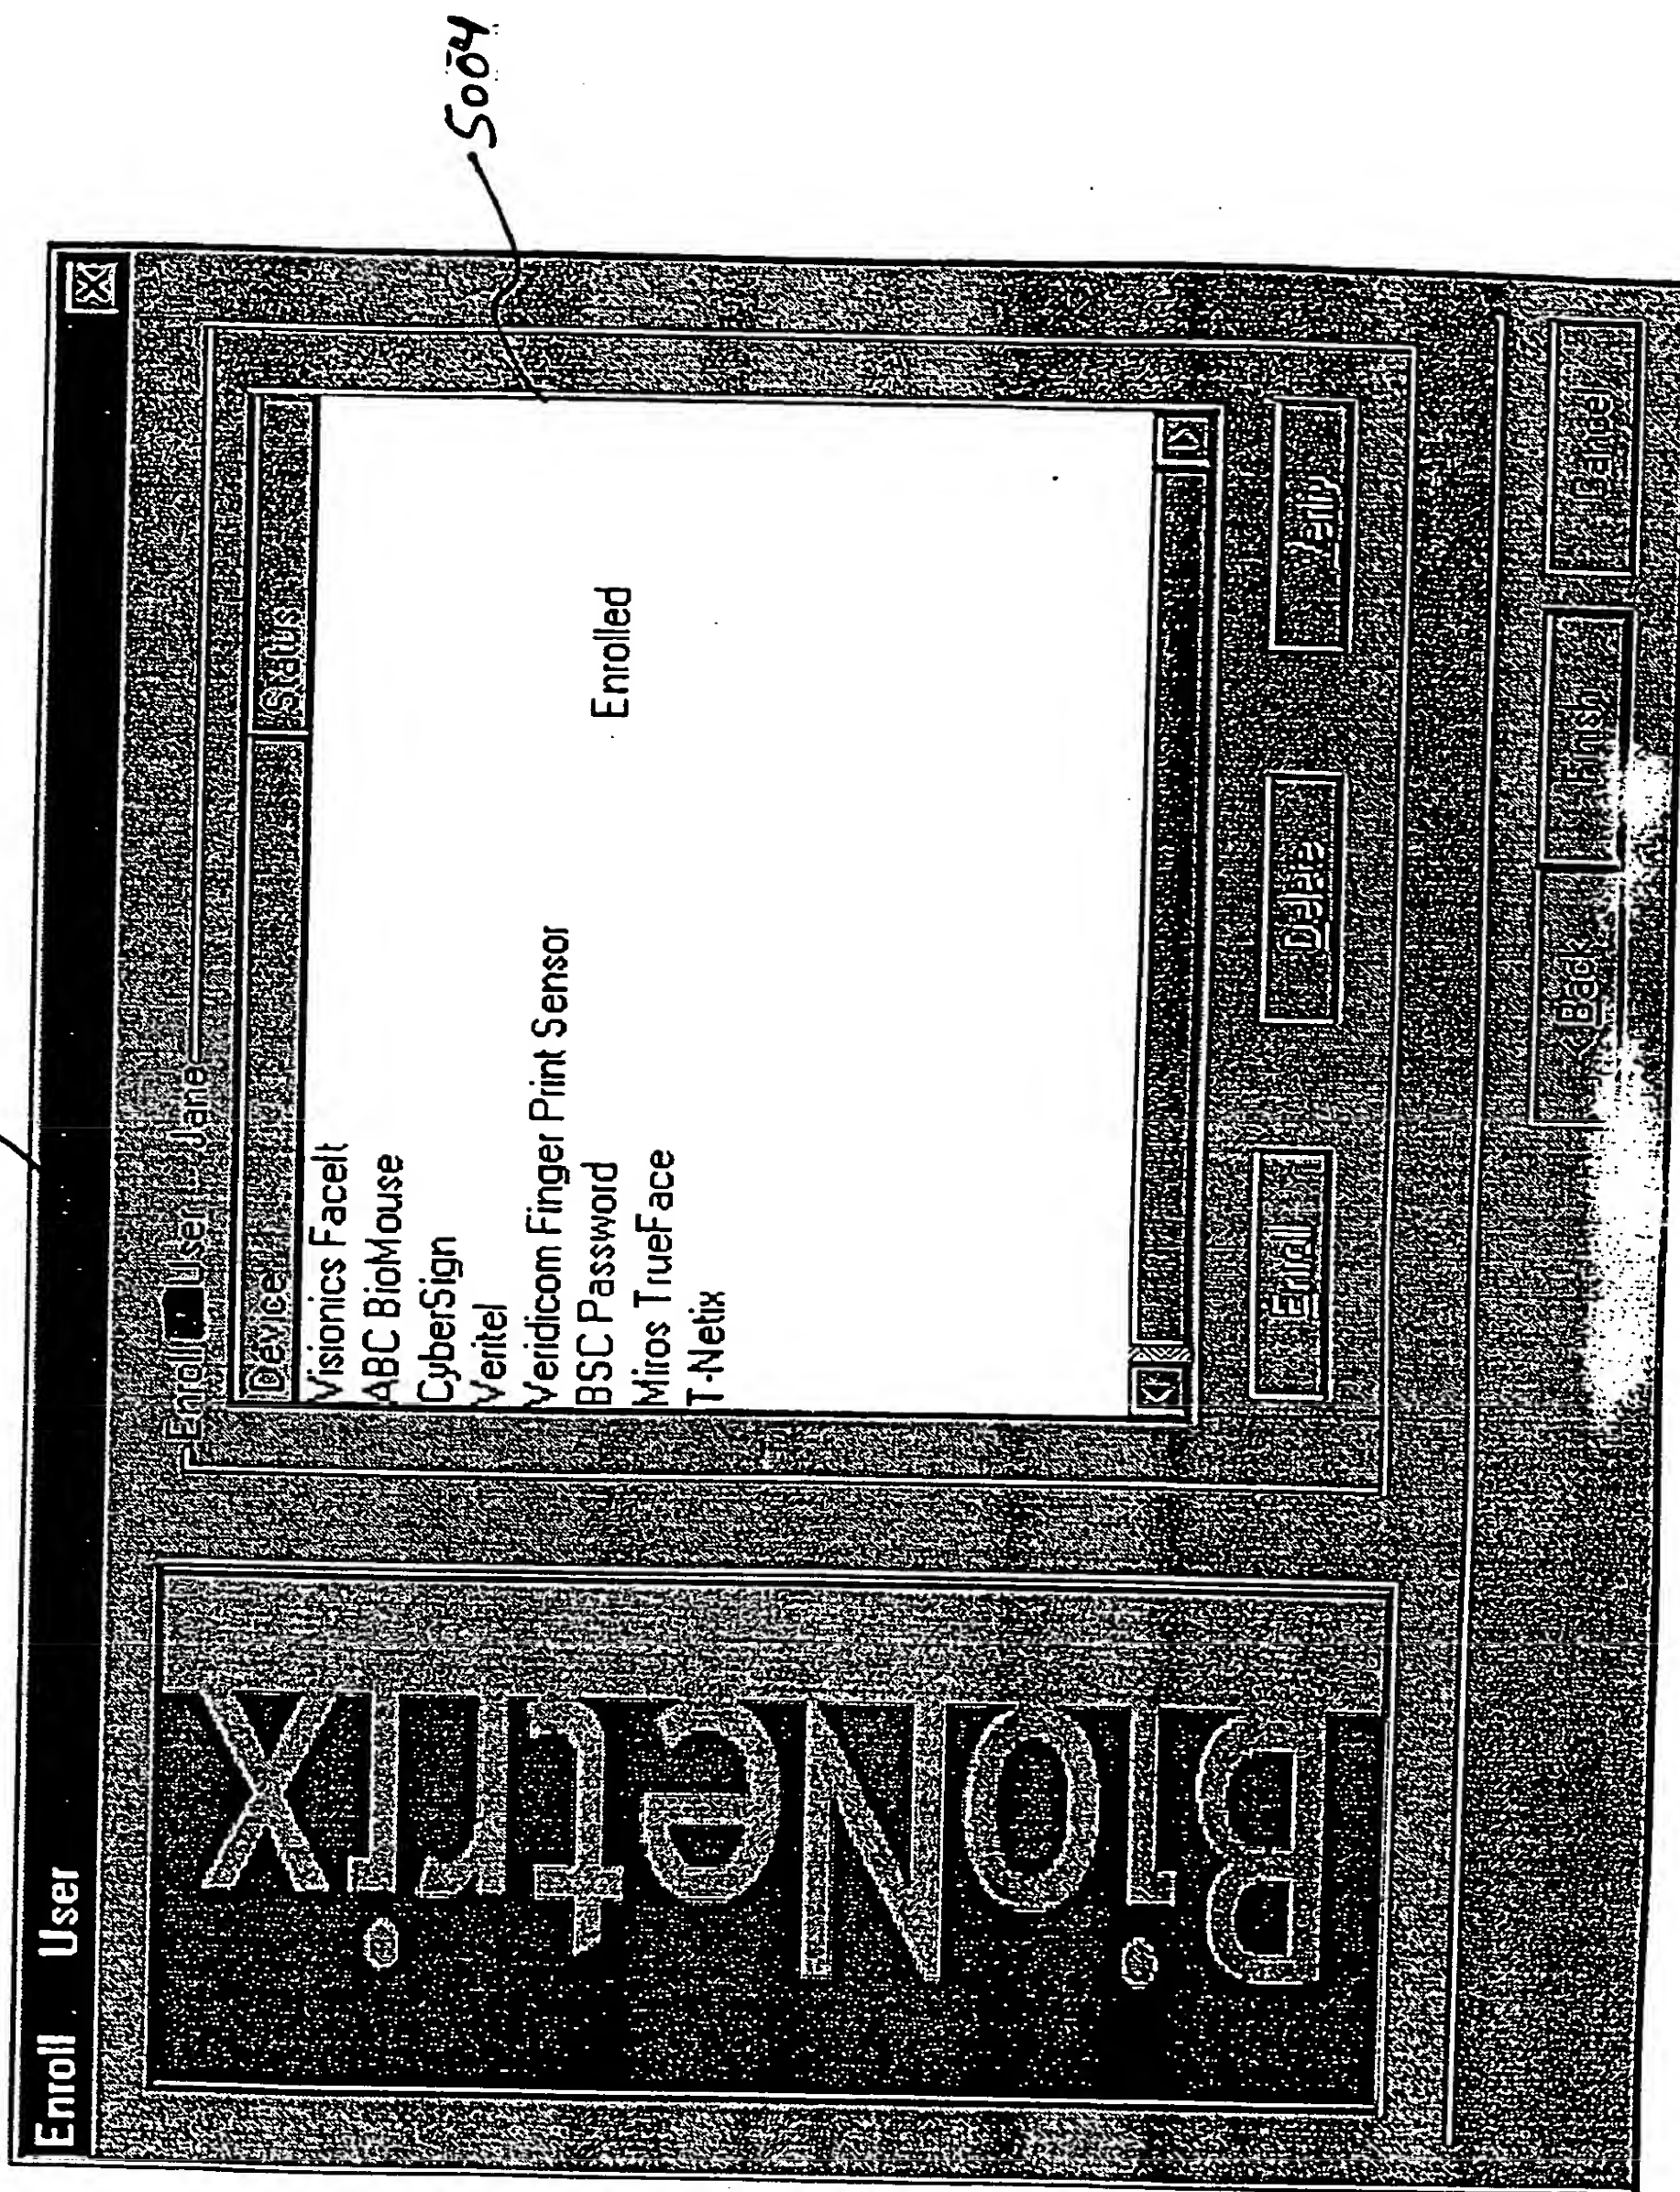 5004
Enroll User
BioNetrix
Enroll User Jane
Device Status
Visionics FaceIt
ABC BioMouse
CyberSign
Veritel
Veridicom Finger Print Sensor
BSC Password Enrolled
Miros TrueFace
T-Netix
Enroll Delete Verify
< Back Finish Cancel